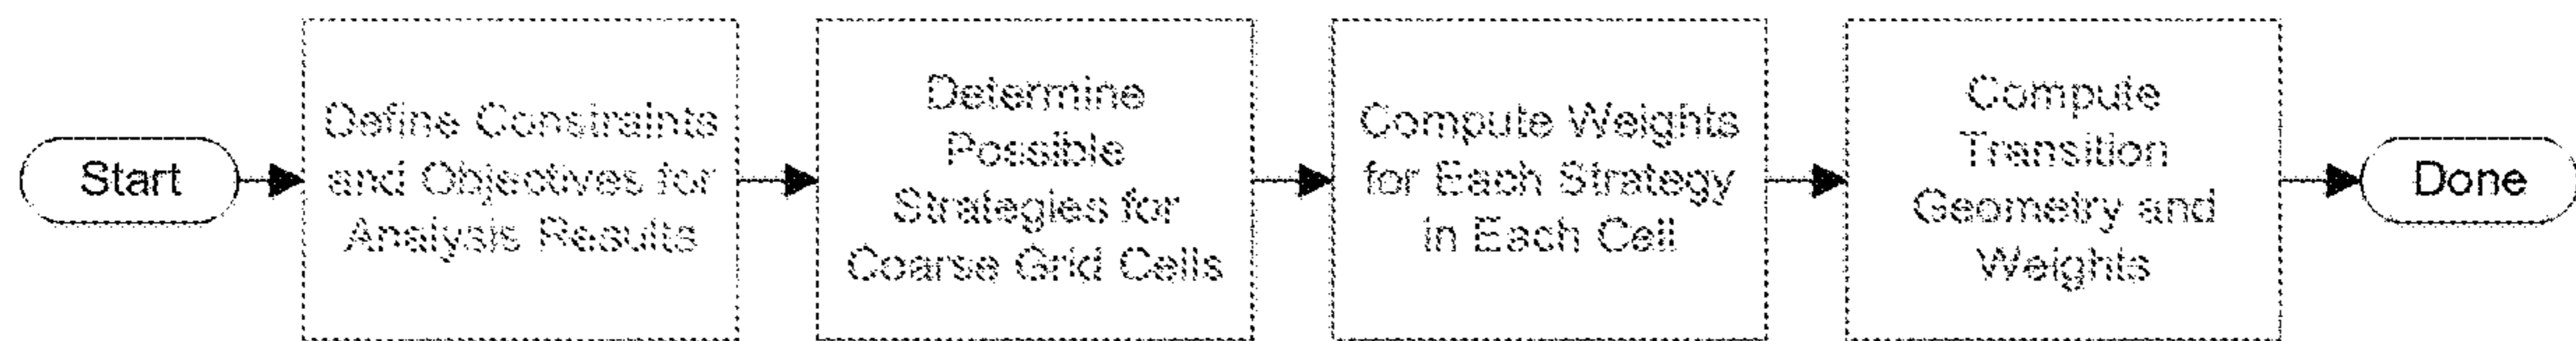 Start
Define Constraints
and Objectives for
Analysis Results
Determine
Possible
Strategies for
Coarse Grid Cells
Compute Weights
for Each Strategy
in Each Cell
Compute
Transition
Geometry and
Weights
Done